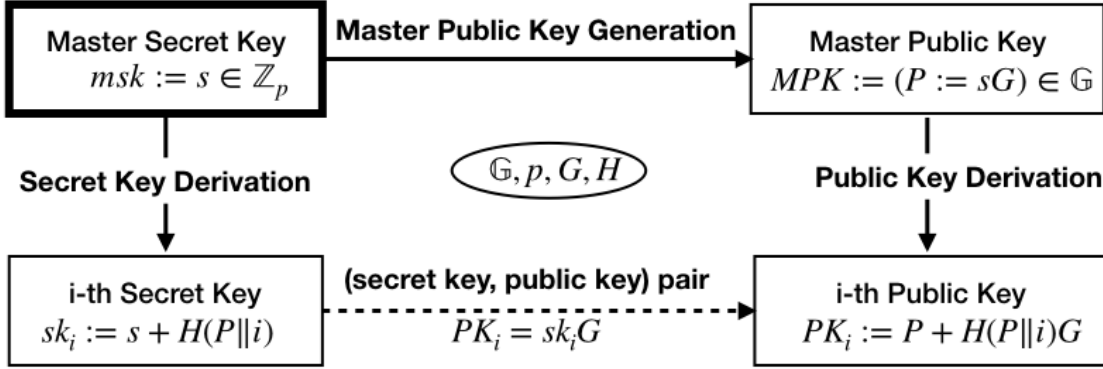 Master Secret Key
msk := s ∈ ℤ_p
Master Public Key Generation
Master Public Key
MPK := (P := sG) ∈ 𝔾
Secret Key Derivation
𝔾, p, G, H
Public Key Derivation
i-th Secret Key
sk_i := s + H(P∥i)
(secret key, public key) pair
PK_i = sk_iG
i-th Public Key
PK_i := P + H(P∥i)G